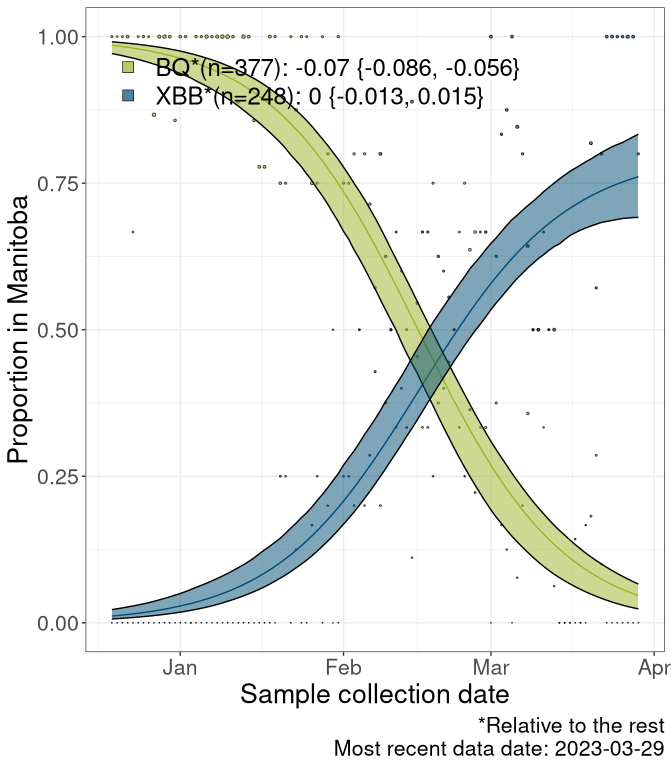 1.00
BQ*(n=377): -0.07 {-0.086, -0.056}
XBB*(n=248): 0 {-0.013, 0.015}
0.75
Proportion in Manitoba
0.50
0.25
0.00
Jan Feb Mar Apr
Sample collection date
*Relative to the rest
Most recent data date: 2023-03-29